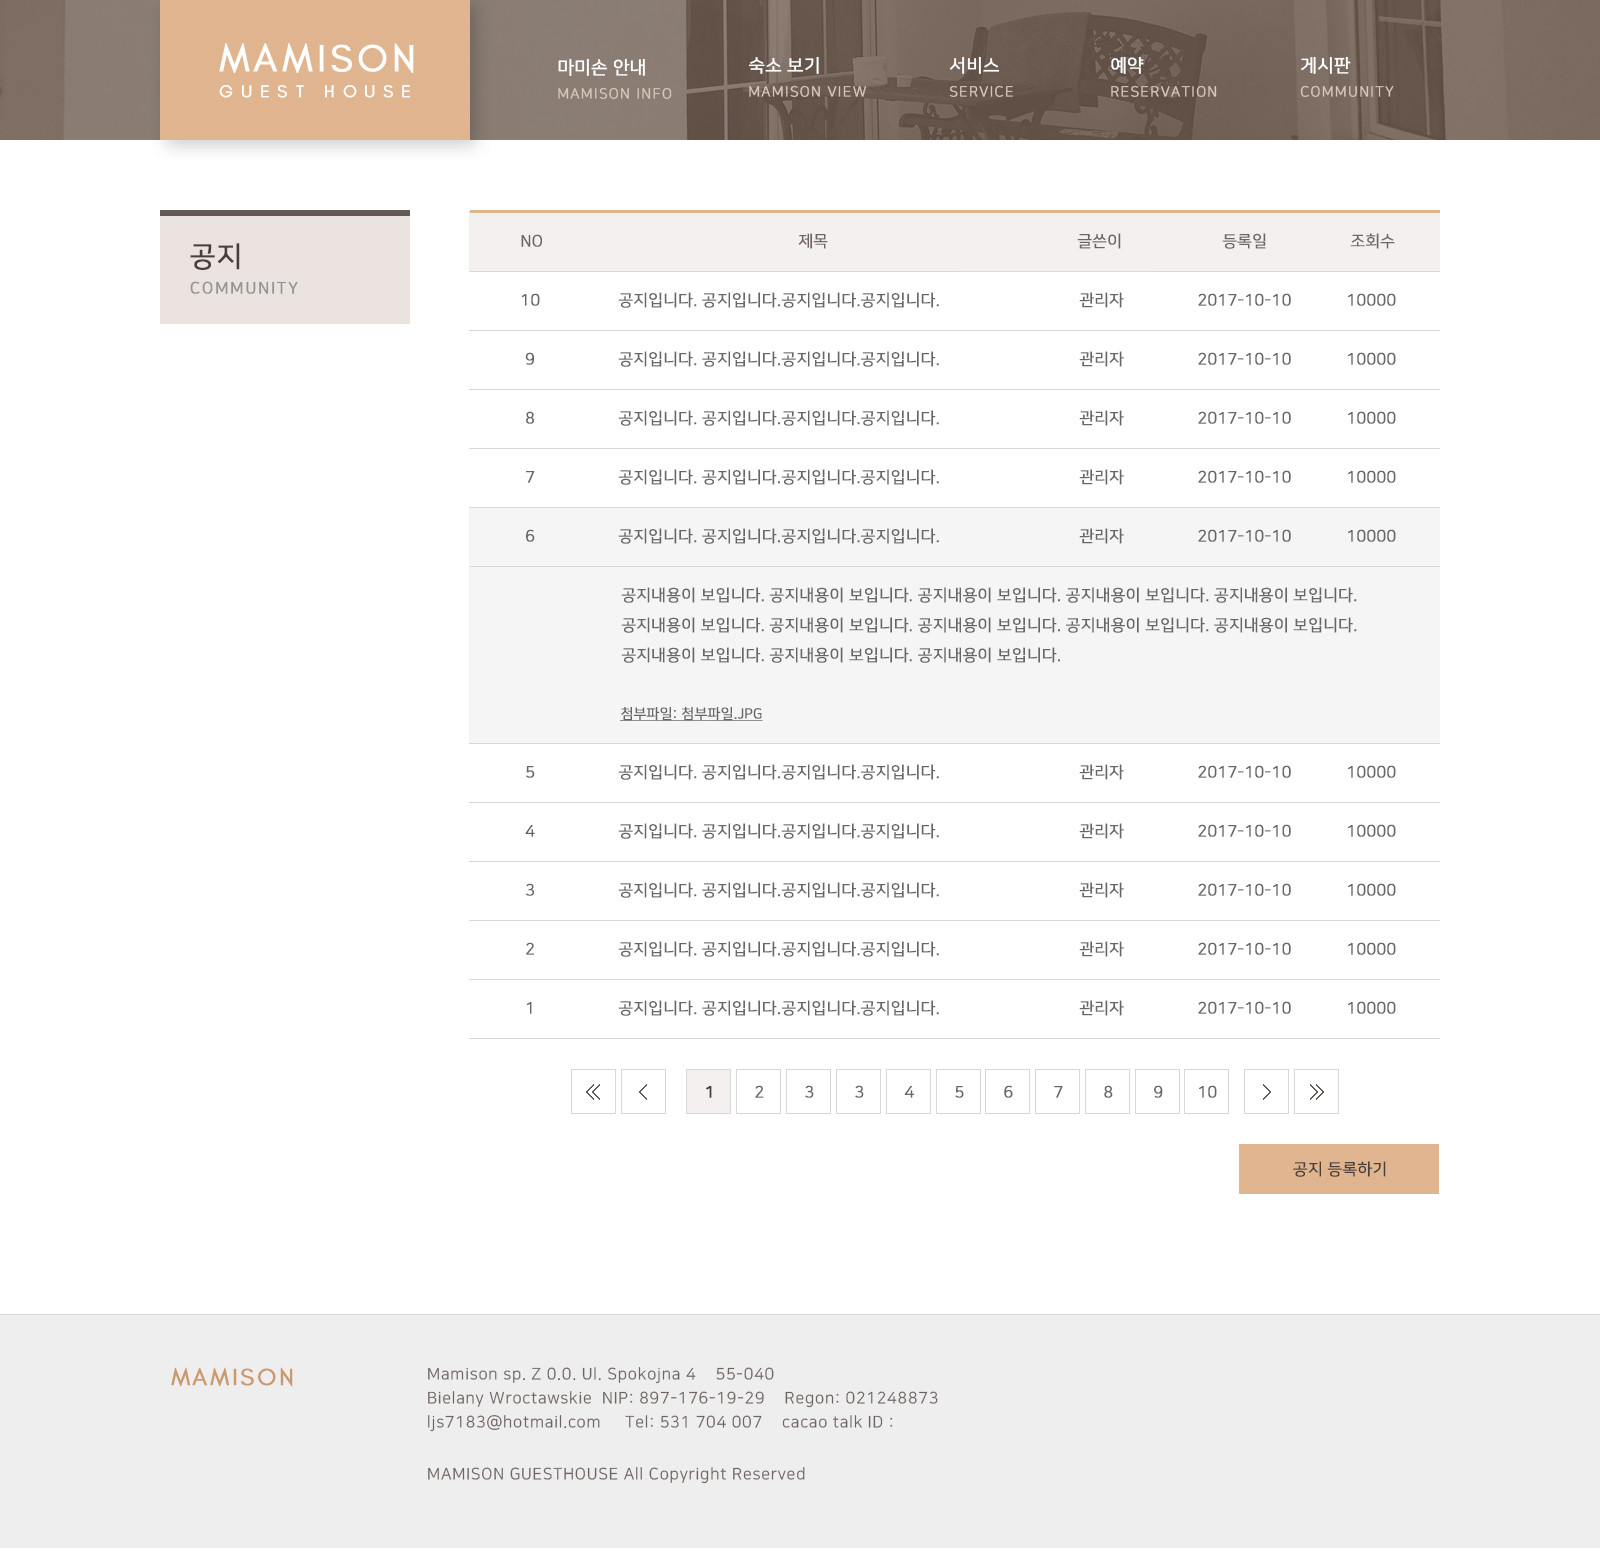 MAMISON
GUEST HOUSE
마미손 안내
MAMISON INFO
숙소 보기
MAMISON VIEW
서비스
SERVICE
예약
RESERVATION
게시판
COMMUNITY
공지
COMMUNITY
NO 제목 글쓴이 등록일 조회수
10 공지입니다. 공지입니다.공지입니다.공지입니다. 관리자 2017-10-10 10000
9 공지입니다. 공지입니다.공지입니다.공지입니다. 관리자 2017-10-10 10000
8 공지입니다. 공지입니다.공지입니다.공지입니다. 관리자 2017-10-10 10000
7 공지입니다. 공지입니다.공지입니다.공지입니다. 관리자 2017-10-10 10000
6 공지입니다. 공지입니다.공지입니다.공지입니다. 관리자 2017-10-10 10000
공지내용이 보입니다. 공지내용이 보입니다. 공지내용이 보입니다. 공지내용이 보입니다. 공지내용이 보입니다.
공지내용이 보입니다. 공지내용이 보입니다. 공지내용이 보입니다. 공지내용이 보입니다. 공지내용이 보입니다.
공지내용이 보입니다. 공지내용이 보입니다. 공지내용이 보입니다.
첨부파일: 첨부파일.JPG
5 공지입니다. 공지입니다.공지입니다.공지입니다. 관리자 2017-10-10 10000
4 공지입니다. 공지입니다.공지입니다.공지입니다. 관리자 2017-10-10 10000
3 공지입니다. 공지입니다.공지입니다.공지입니다. 관리자 2017-10-10 10000
2 공지입니다. 공지입니다.공지입니다.공지입니다. 관리자 2017-10-10 10000
1 공지입니다. 공지입니다.공지입니다.공지입니다. 관리자 2017-10-10 10000
1 2 3 3 4 5 6 7 8 9 10
공지 등록하기
MAMISON
Mamison sp. Z 0.0. Ul. Spokojna 4 55-040
Bielany Wroctawskie NIP: 897-176-19-29 Regon: 021248873
ljs7183@hotmail.com Tel: 531 704 007 cacao talk ID :
MAMISON GUESTHOUSE All Copyright Reserved